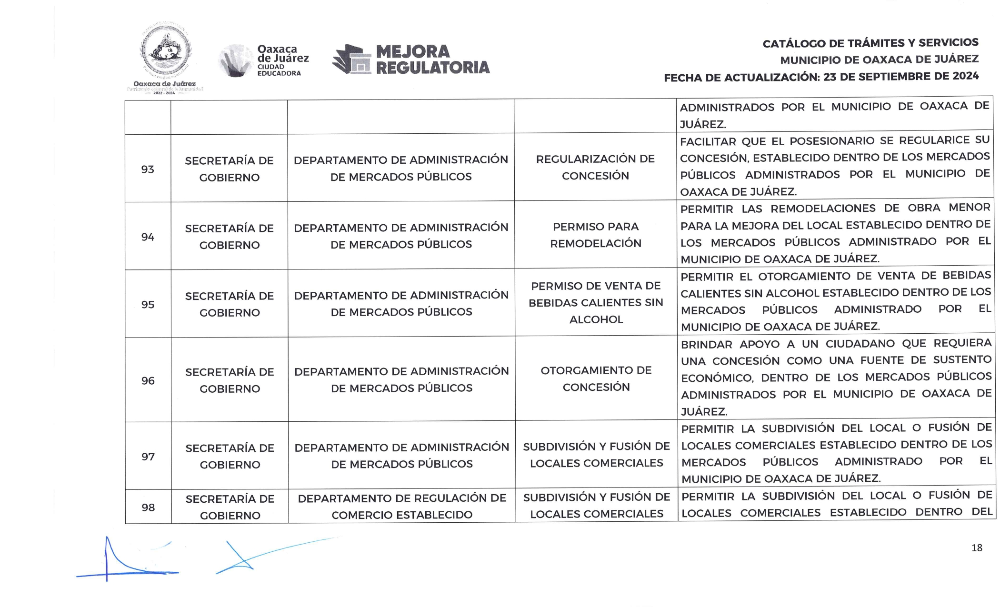 Oaxaca de Juárez
Patrimonio cultural de la humanidad
2022 - 2024
Oaxaca
de Juárez
CIUDAD
EDUCADORA
MEJORA
REGULATORIA
CATÁLOGO DE TRÁMITES Y SERVICIOS
MUNICIPIO DE OAXACA DE JUÁREZ
FECHA DE ACTUALIZACIÓN: 23 DE SEPTIEMBRE DE 2024
ADMINISTRADOS POR EL MUNICIPIO DE OAXACA DE
JUÁREZ.
93
SECRETARÍA DE
GOBIERNO
DEPARTAMENTO DE ADMINISTRACIÓN
DE MERCADOS PÚBLICOS
REGULARIZACIÓN DE
CONCESIÓN
FACILITAR QUE EL POSESIONARIO SE REGULARICE SU
CONCESIÓN, ESTABLECIDO DENTRO DE LOS MERCADOS
PÚBLICOS ADMINISTRADOS POR EL MUNICIPIO DE
OAXACA DE JUÁREZ.
94
SECRETARÍA DE
GOBIERNO
DEPARTAMENTO DE ADMINISTRACIÓN
DE MERCADOS PÚBLICOS
PERMISO PARA
REMODELACIÓN
PERMITIR LAS REMODELACIONES DE OBRA MENOR
PARA LA MEJORA DEL LOCAL ESTABLECIDO DENTRO DE
LOS MERCADOS PÚBLICOS ADMINISTRADO POR EL
MUNICIPIO DE OAXACA DE JUÁREZ.
95
SECRETARÍA DE
GOBIERNO
DEPARTAMENTO DE ADMINISTRACIÓN
DE MERCADOS PÚBLICOS
PERMISO DE VENTA DE
BEBIDAS CALIENTES SIN
ALCOHOL
PERMITIR EL OTORGAMIENTO DE VENTA DE BEBIDAS
CALIENTES SIN ALCOHOL ESTABLECIDO DENTRO DE LOS
MERCADOS PÚBLICOS ADMINISTRADO POR EL
MUNICIPIO DE OAXACA DE JUÁREZ.
96
SECRETARÍA DE
GOBIERNO
DEPARTAMENTO DE ADMINISTRACIÓN
DE MERCADOS PÚBLICOS
OTORGAMIENTO DE
CONCESIÓN
BRINDAR APOYO A UN CIUDADANO QUE REQUIERA
UNA CONCESIÓN COMO UNA FUENTE DE SUSTENTO
ECONÓMICO, DENTRO DE LOS MERCADOS PÚBLICOS
ADMINISTRADOS POR EL MUNICIPIO DE OAXACA DE
JUÁREZ.
97
SECRETARÍA DE
GOBIERNO
DEPARTAMENTO DE ADMINISTRACIÓN
DE MERCADOS PÚBLICOS
SUBDIVISIÓN Y FUSIÓN DE
LOCALES COMERCIALES
PERMITIR LA SUBDIVISIÓN DEL LOCAL O FUSIÓN DE
LOCALES COMERCIALES ESTABLECIDO DENTRO DE LOS
MERCADOS PÚBLICOS ADMINISTRADO POR EL
MUNICIPIO DE OAXACA DE JUÁREZ.
98
SECRETARÍA DE
GOBIERNO
DEPARTAMENTO DE REGULACIÓN DE
COMERCIO ESTABLECIDO
SUBDIVISIÓN Y FUSIÓN DE
LOCALES COMERCIALES
PERMITIR LA SUBDIVISIÓN DEL LOCAL O FUSIÓN DE
LOCALES COMERCIALES ESTABLECIDO DENTRO DEL
18